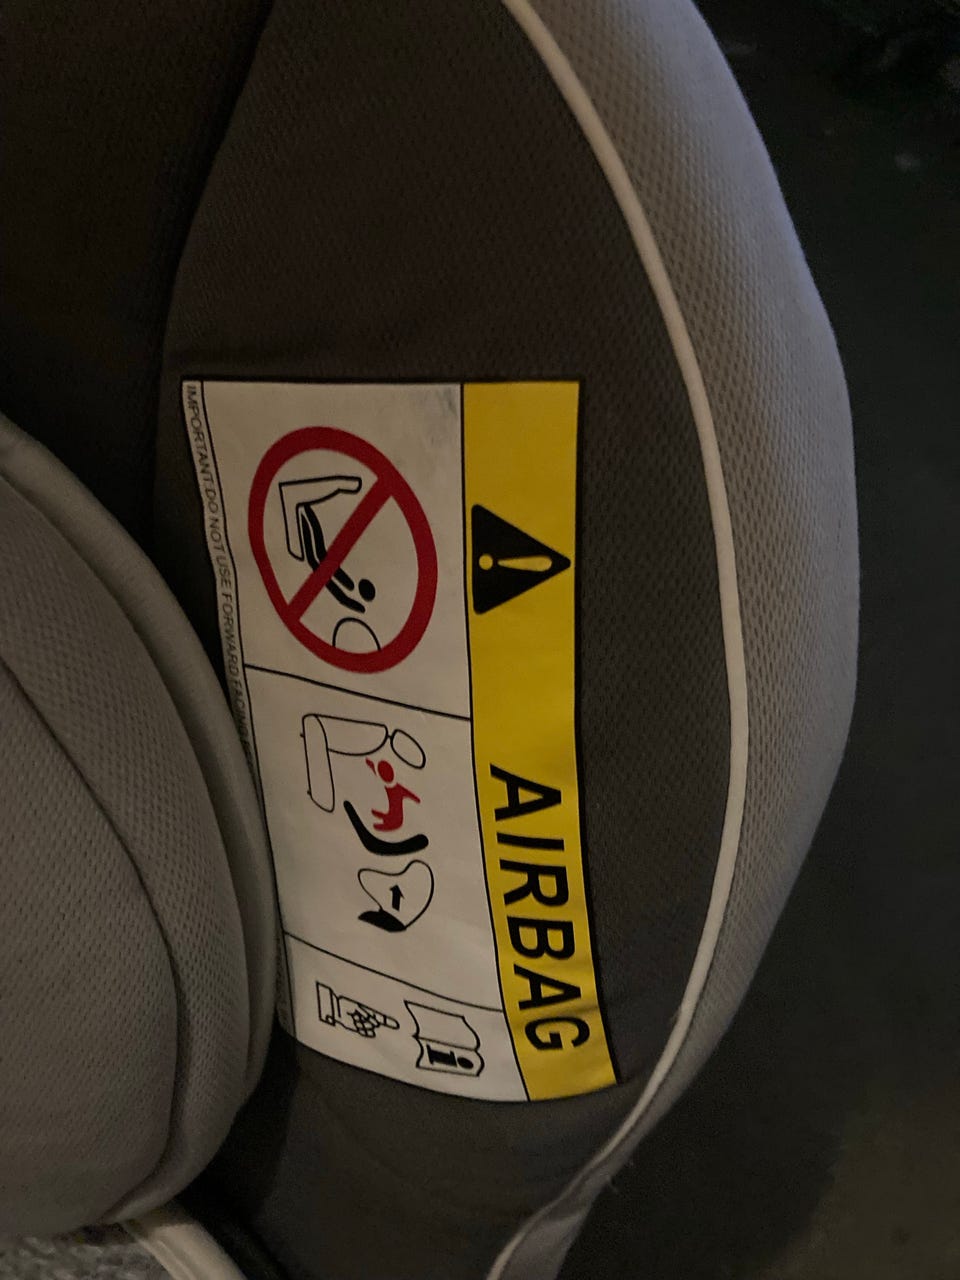 AIRBAG
i
IMPORTANT:DO NOT USE FORWARD FACING